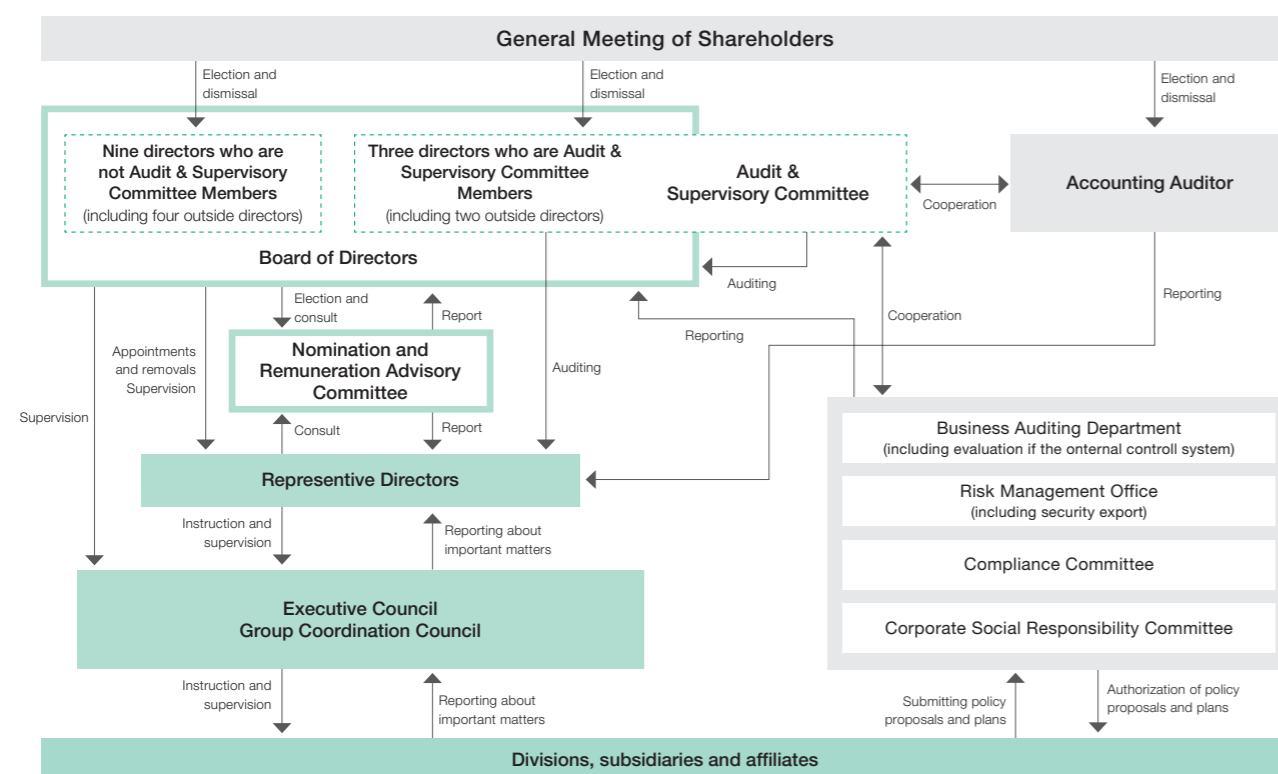 General Meeting of Shareholders
Election and
dismissal
Election and
dismissal
Election and
dismissal
Nine directors who are
not Audit & Supervisory
Committee Members
(including four outside directors)
Three directors who are Audit &
Supervisory Committee
Members
(including two outside directors)
Audit &
Supervisory Committee
Cooperation
Accounting Auditor
Board of Directors
Auditing
Reporting
Election and
consult
Report
Reporting
Cooperation
Appointments
and removals
Supervision
Nomination and
Remuneration Advisory
Committee
Auditing
Supervision
Consult
Report
Business Auditing Department
(including evaluation if the onternal controll system)
Representive Directors
Risk Management Office
(including security export)
Instruction and
supervision
Reporting about
important matters
Compliance Committee
Executive Council
Group Coordination Council
Corporate Social Responsibility Committee
Instruction and
supervision
Reporting about
important matters
Submitting policy
proposals and plans
Authorization of policy
proposals and plans
Divisions, subsidiaries and affiliates